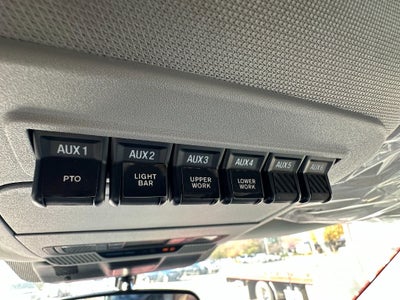 AUX 1
PTO
AUX 2
LIGHT
BAR
AUX 3
UPPER
WORK
AUX 4
LOWER
WORK
AUX 5
AUX 6